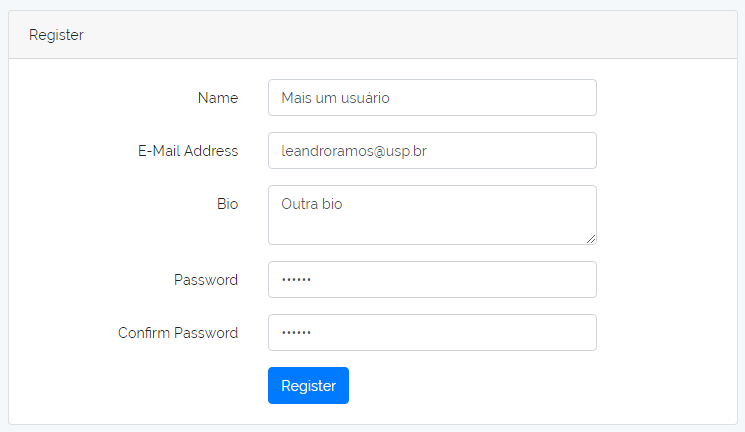 Register
Name Mais um usuário
E-Mail Address leandroramos@usp.br
Bio Outra bio
Password ······
Confirm Password ······
Register